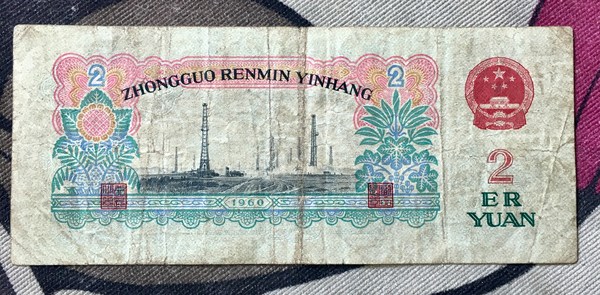 2
ZHONGGUO RENMIN YINHANG
2
1960
2
ER
YUAN